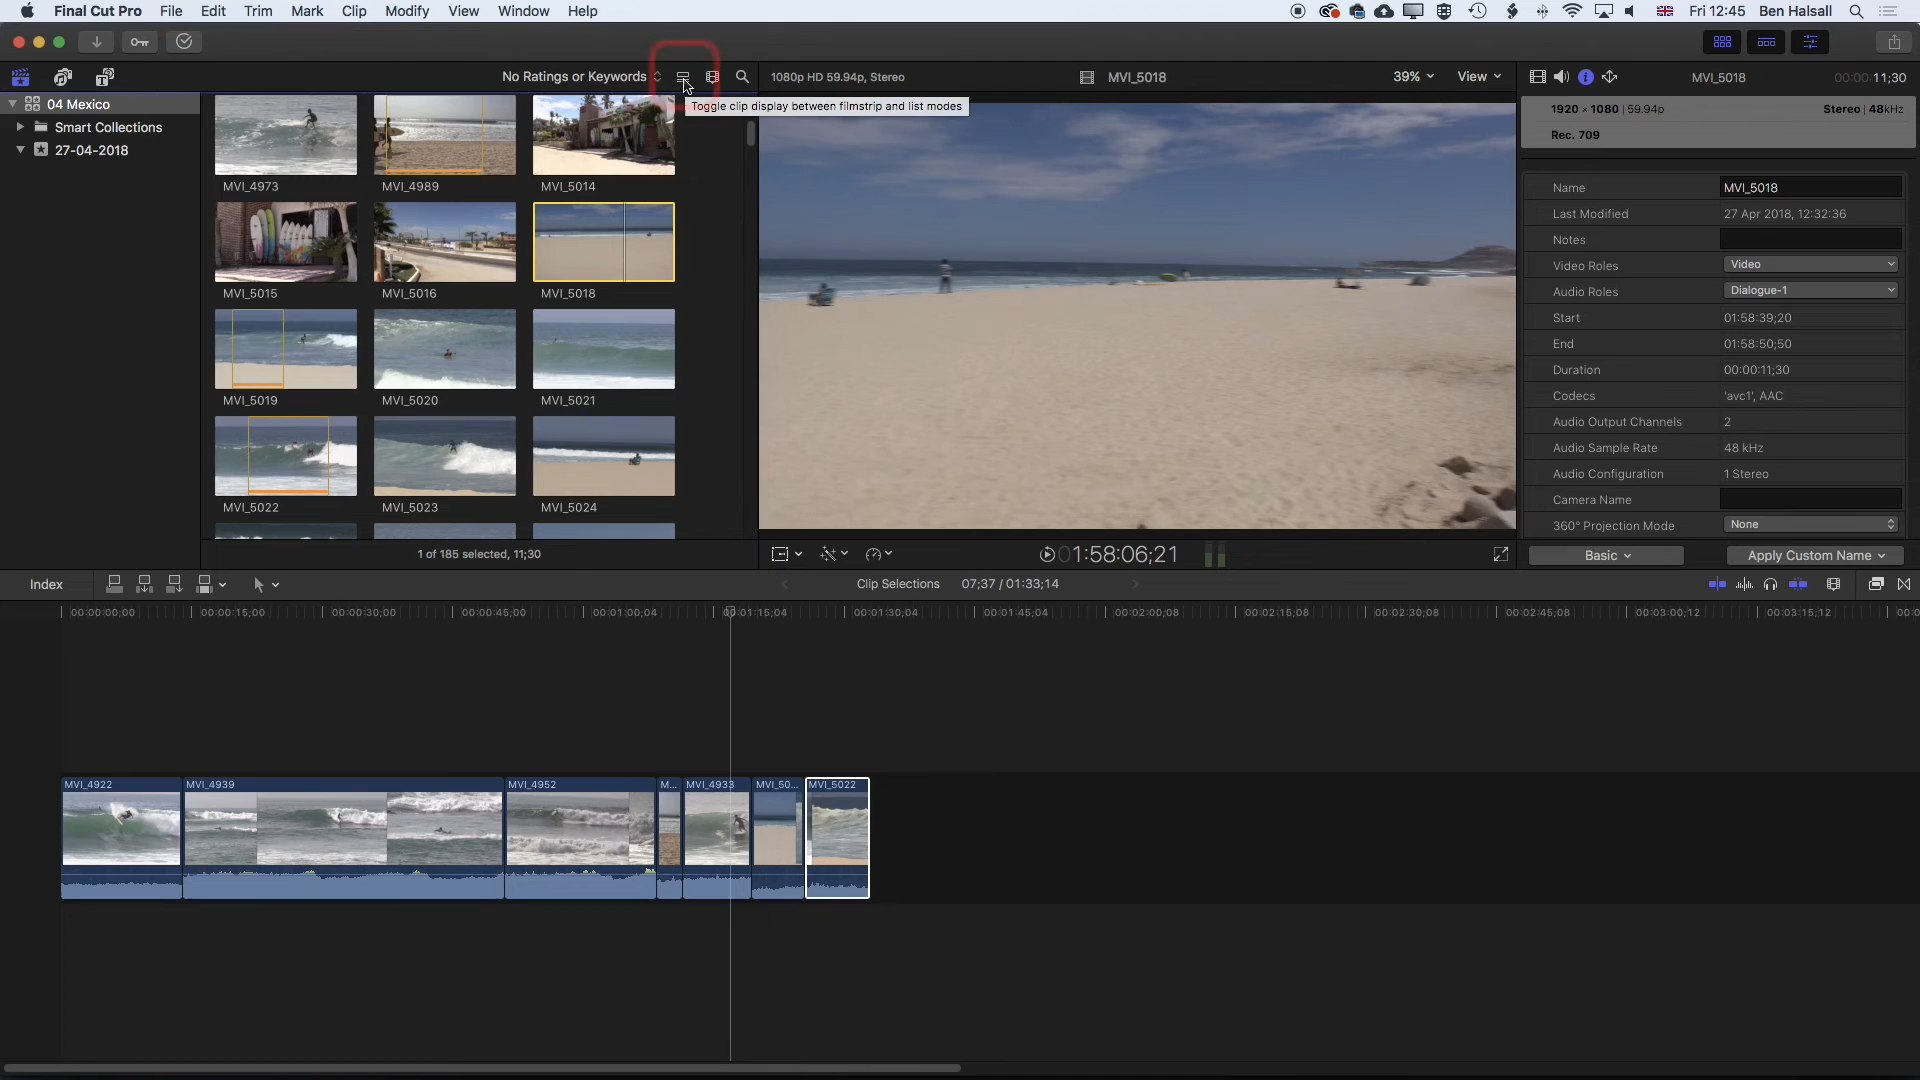 Final Cut Pro File Edit Trim Mark Clip Modify View Window Help Fri 12:45 Ben Halsall
No Ratings or Keywords
1080p HD 59.94p, Stereo
MVI_5018
39%
View
MVI_5018
11;30
Toggle clip display between filmstrip and list modes
04 Mexico
Smart Collections
27-04-2018
MVI_4973
MVI_4989
MVI_5014
MVI_5015
MVI_5016
MVI_5018
MVI_5019
MVI_5020
MVI_5021
MVI_5022
MVI_5023
MVI_5024
1 of 185 selected, 11;30
01:58:06;21
1920 × 1080 | 59.94p
Stereo | 48kHz
Rec. 709
Name MVI_5018
Last Modified 27 Apr 2018, 12:32:36
Notes
Video Roles Video
Audio Roles Dialogue-1
Start 01:58:39;20
End 01:58:50;50
Duration 00:00:11;30
Codecs 'avc1', AAC
Audio Output Channels 2
Audio Sample Rate 48 kHz
Audio Configuration 1 Stereo
Camera Name
360° Projection Mode None
Basic
Apply Custom Name
Index
Clip Selections
07;37 / 01:33;14
00:00:00;00 00:00:15;00 00:00:30;00 00:00:45;00 00:01:00;04 00:01:15;04 00:01:30;04 00:01:45;04 00:02:00;08 00:02:15;08 00:02:30;08 00:02:45;08 00:03:00;12 00:03:15;12
MVI_4922
MVI_4939
MVI_4952
M...
MVI_4933
MVI_50...
MVI_5022